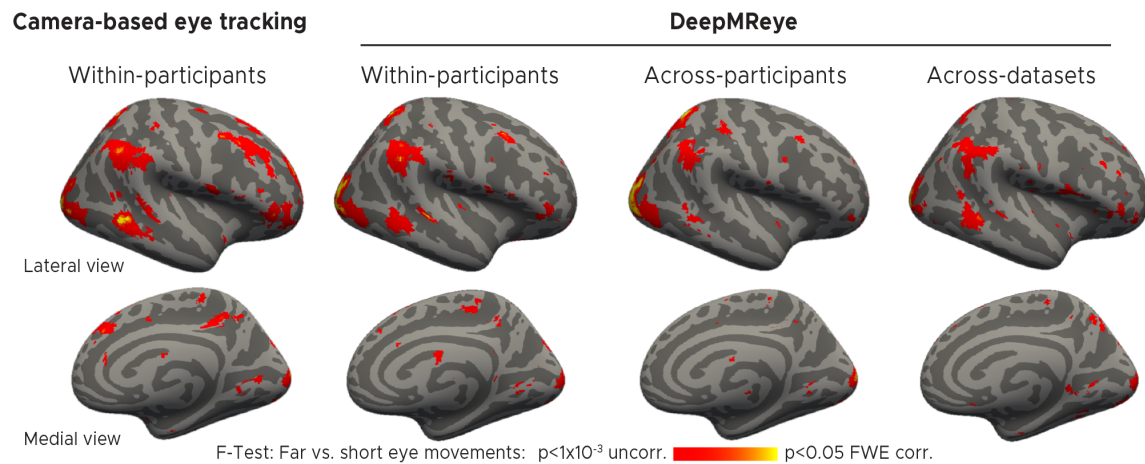 Camera-based eye tracking
DeepMReye
Within-participants
Within-participants
Across-participants
Across-datasets
Lateral view
Medial view
F-Test: Far vs. short eye movements: p<1x10⁻³ uncorr. p<0.05 FWE corr.